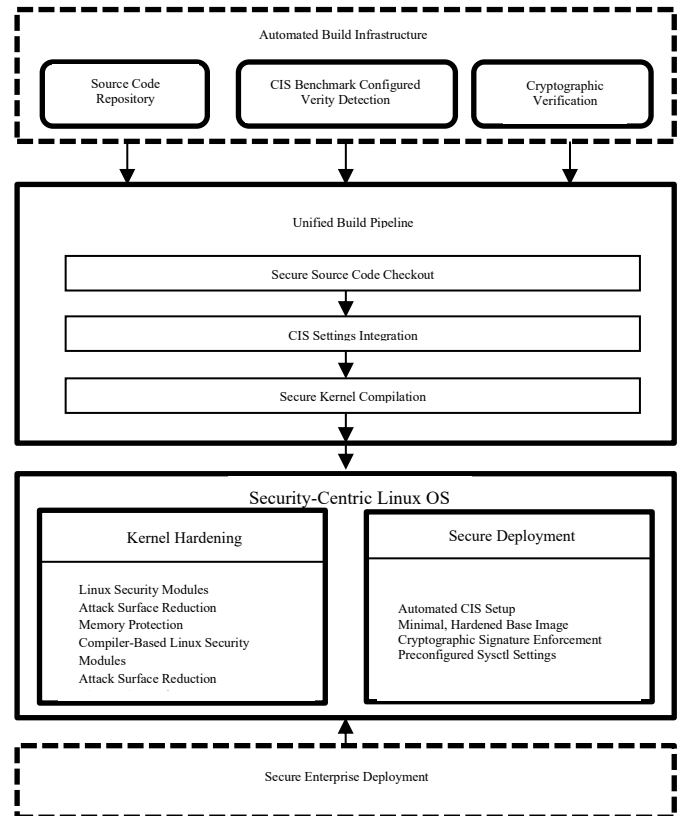 Automated Build Infrastructure
Source Code
Repository
CIS Benchmark Configured
Verity Detection
Cryptographic
Verification
Unified Build Pipeline
Secure Source Code Checkout
CIS Settings Integration
Secure Kernel Compilation
Security-Centric Linux OS
Kernel Hardening
Linux Security Modules
Attack Surface Reduction
Memory Protection
Compiler-Based Linux Security
Modules
Attack Surface Reduction
Secure Deployment
Automated CIS Setup
Minimal, Hardened Base Image
Cryptographic Signature Enforcement
Preconfigured Sysctl Settings
Secure Enterprise Deployment